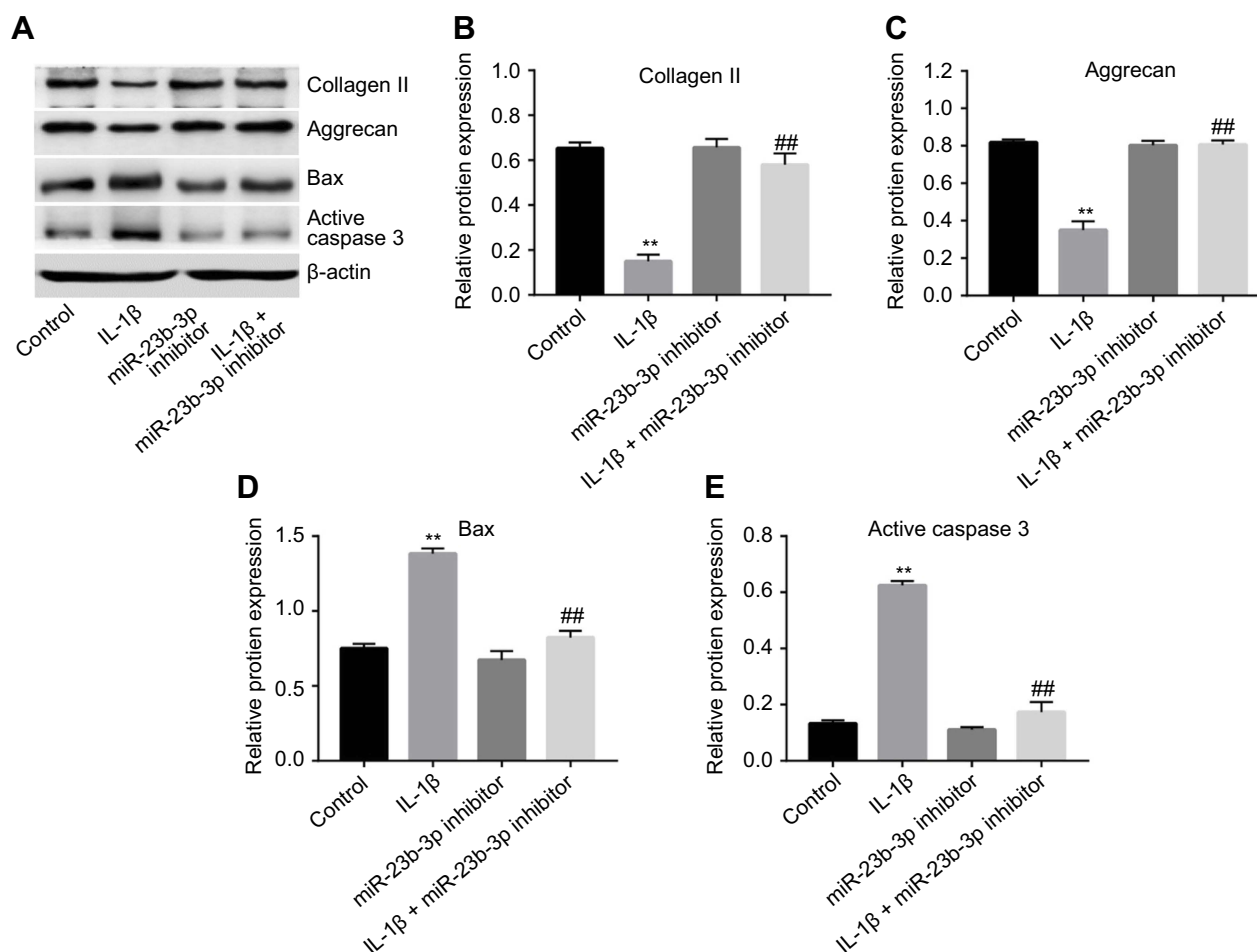 A
Collagen II
Aggrecan
Bax
Active
caspase 3
β-actin
Control
IL-1β
miR-23b-3p
inhibitor
IL-1β +
miR-23b-3p inhibitor
B
Collagen II
Relative protien expression
1.0
0.8
0.6
0.4
0.2
0.0
**
##
Control
IL-1β
miR-23b-3p inhibitor
IL-1β + miR-23b-3p inhibitor
C
Aggrecan
Relative protien expression
1.2
1.0
0.8
0.6
0.4
0.2
0.0
**
##
Control
IL-1β
miR-23b-3p inhibitor
IL-1β + miR-23b-3p inhibitor
D
Bax
Relative protien expression
1.5
1.0
0.5
0.0
**
##
Control
IL-1β
miR-23b-3p inhibitor
IL-1β + miR-23b-3p inhibitor
E
Active caspase 3
Relative protien expression
0.8
0.6
0.4
0.2
0.0
**
##
Control
IL-1β
miR-23b-3p inhibitor
IL-1β + miR-23b-3p inhibitor